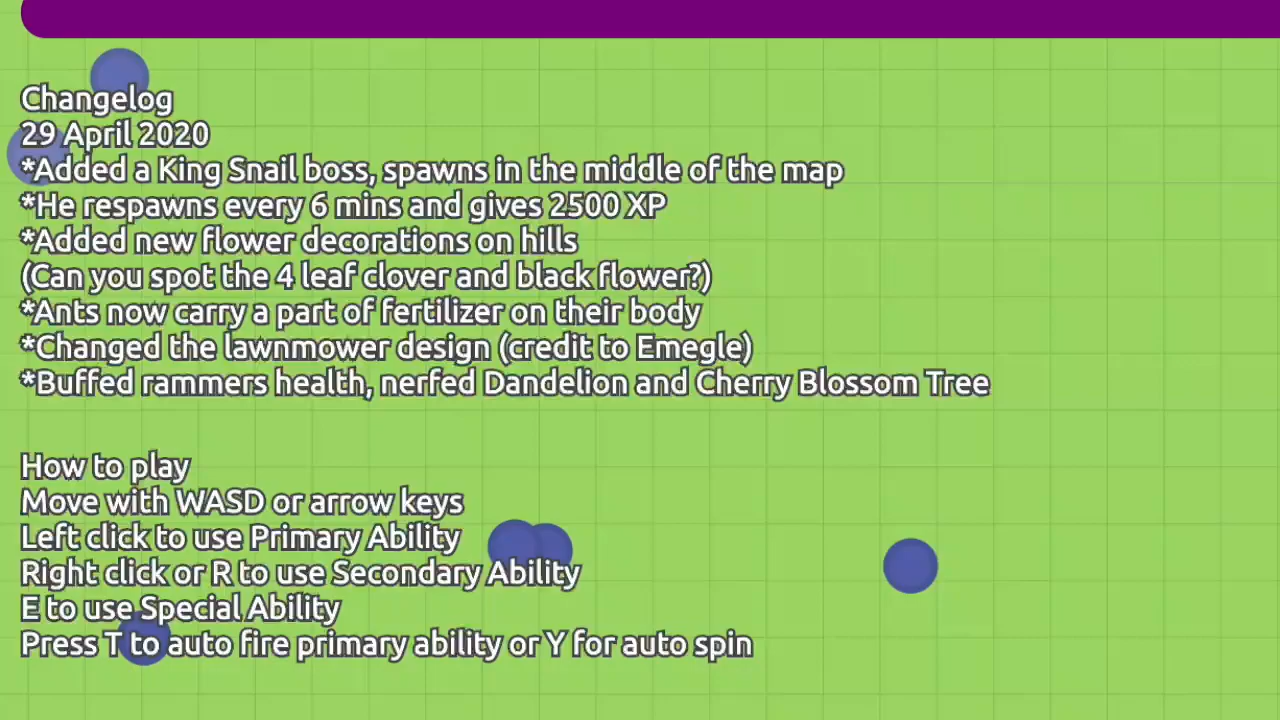 Changelog
29 April 2020
*Added a King Snail boss, spawns in the middle of the map
*He respawns every 6 mins and gives 2500 XP
*Added new flower decorations on hills
(Can you spot the 4 leaf clover and black flower?)
*Ants now carry a part of fertilizer on their body
*Changed the lawnmower design (credit to Emegle)
*Buffed rammers health, nerfed Dandelion and Cherry Blossom Tree
How to play
Move with WASD or arrow keys
Left click to use Primary Ability
Right click or R to use Secondary Ability
E to use Special Ability
Press T to auto fire primary ability or Y for auto spin